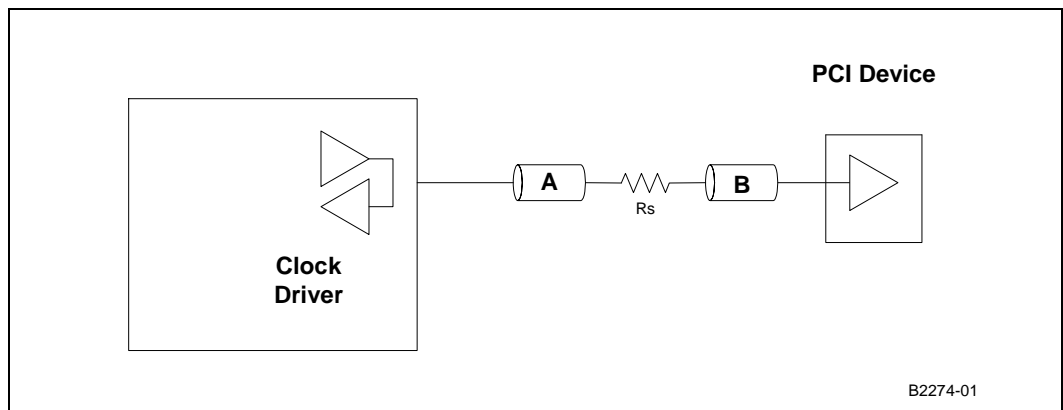 PCI Device
A
B
Rs
Clock
Driver
B2274-01